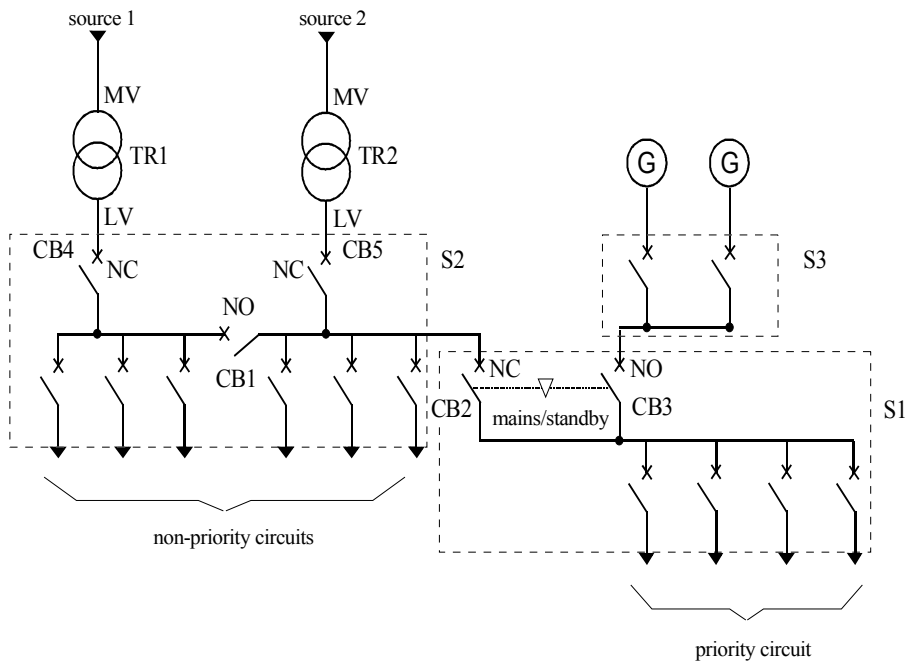 source 1
source 2
MV
MV
TR1
TR2
G
G
LV
LV
CB4
CB5
S2
S3
NC
NC
NO
CB1
NC
NO
CB2
CB3
S1
mains/standby
non-priority circuits
priority circuit